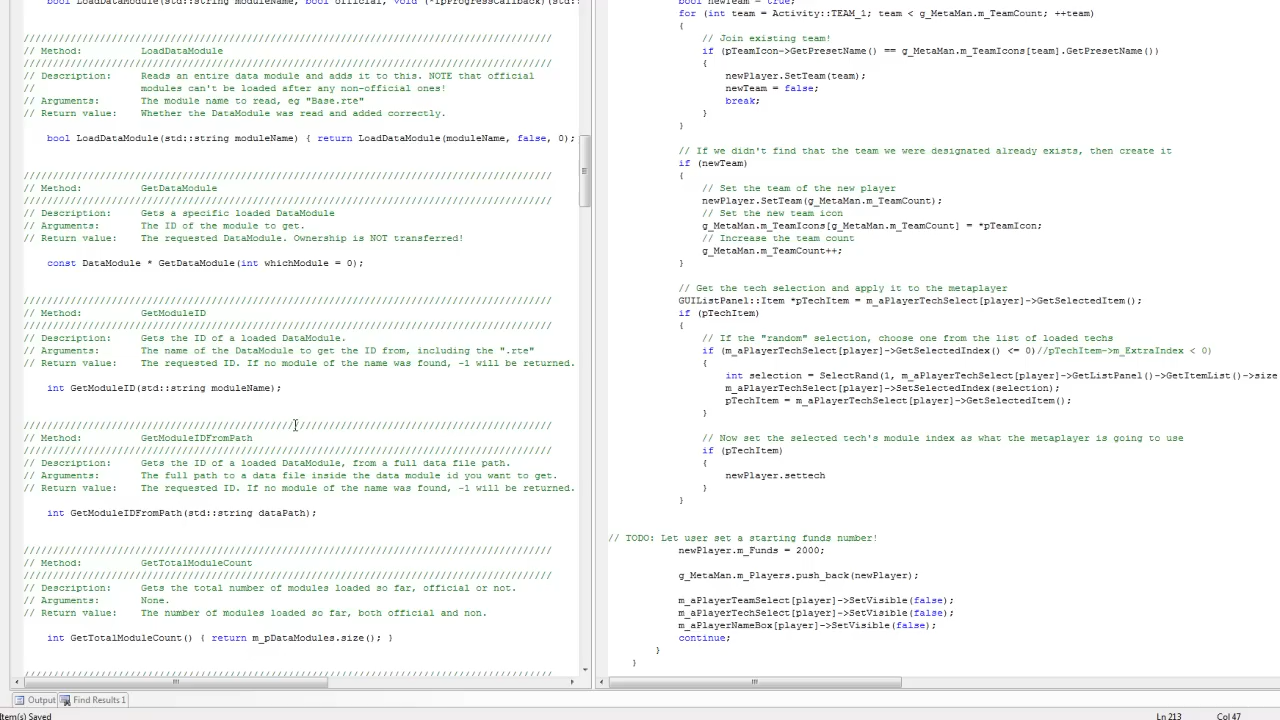 bool LoadDataModule(std::string moduleName, bool official, void (*fpProgressCallback)(std::
////////////////////////////////////////////////////////////////////////////////////////
// Method:          LoadDataModule
////////////////////////////////////////////////////////////////////////////////////////
// Description:     Reads an entire data module and adds it to this. NOTE that official
//                  modules can't be loaded after any non-official ones!
// Arguments:       The module name to read, eg "Base.rte"
// Return value:    Whether the DataModule was read and added correctly.
bool LoadDataModule(std::string moduleName) { return LoadDataModule(moduleName, false, 0);
////////////////////////////////////////////////////////////////////////////////////////
// Method:          GetDataModule
////////////////////////////////////////////////////////////////////////////////////////
// Description:     Gets a specific loaded DataModule
// Arguments:       The ID of the module to get.
// Return value:    The requested DataModule. Ownership is NOT transferred!
const DataModule * GetDataModule(int whichModule = 0);
////////////////////////////////////////////////////////////////////////////////////////
// Method:          GetModuleID
////////////////////////////////////////////////////////////////////////////////////////
// Description:     Gets the ID of a loaded DataModule.
// Arguments:       The name of the DataModule to get the ID from, including the ".rte"
// Return value:    The requested ID. If no module of the name was found, -1 will be returned.
int GetModuleID(std::string moduleName);
////////////////////////////////////////////////////////////////////////////////////////
// Method:          GetModuleIDFromPath
////////////////////////////////////////////////////////////////////////////////////////
// Description:     Gets the ID of a loaded DataModule, from a full data file path.
// Arguments:       The full path to a data file inside the data module id you want to get.
// Return value:    The requested ID. If no module of the name was found, -1 will be returned.
int GetModuleIDFromPath(std::string dataPath);
////////////////////////////////////////////////////////////////////////////////////////
// Method:          GetTotalModuleCount
////////////////////////////////////////////////////////////////////////////////////////
// Description:     Gets the total number of modules loaded so far, official or not.
// Arguments:       None.
// Return value:    The number of modules loaded so far, both official and non.
int GetTotalModuleCount() { return m_pDataModules.size(); }
////////////////////////////////////////////////////////////////////////////////////////
bool newTeam = true;
for (int team = Activity::TEAM_1; team < g_MetaMan.m_TeamCount; ++team)
{
// Join existing team!
if (pTeamIcon->GetPresetName() == g_MetaMan.m_TeamIcons[team].GetPresetName())
{
newPlayer.SetTeam(team);
newTeam = false;
break;
}
}
// If we didn't find that the team we were designated already exists, then create it
if (newTeam)
{
// Set the team of the new player
newPlayer.SetTeam(g_MetaMan.m_TeamCount);
// Set the new team icon
g_MetaMan.m_TeamIcons[g_MetaMan.m_TeamCount] = *pTeamIcon;
// Increase the team count
g_MetaMan.m_TeamCount++;
}
// Get the tech selection and apply it to the metaplayer
GUIListPanel::Item *pTechItem = m_aPlayerTechSelect[player]->GetSelectedItem();
if (pTechItem)
{
// If the "random" selection, choose one from the list of loaded techs
if (m_aPlayerTechSelect[player]->GetSelectedIndex() <= 0)//pTechItem->m_ExtraIndex < 0)
{
int selection = SelectRand(1, m_aPlayerTechSelect[player]->GetListPanel()->GetItemList()->size
m_aPlayerTechSelect[player]->SetSelectedIndex(selection);
pTechItem = m_aPlayerTechSelect[player]->GetSelectedItem();
}
// Now set the selected tech's module index as what the metaplayer is going to use
if (pTechItem)
{
newPlayer.settech
}
}
// TODO: Let user set a starting funds number!
newPlayer.m_Funds = 2000;
g_MetaMan.m_Players.push_back(newPlayer);
m_aPlayerTeamSelect[player]->SetVisible(false);
m_aPlayerTechSelect[player]->SetVisible(false);
m_aPlayerNameBox[player]->SetVisible(false);
continue;
}
}
Output Find Results 1
Item(s) Saved Ln 213 Col 47